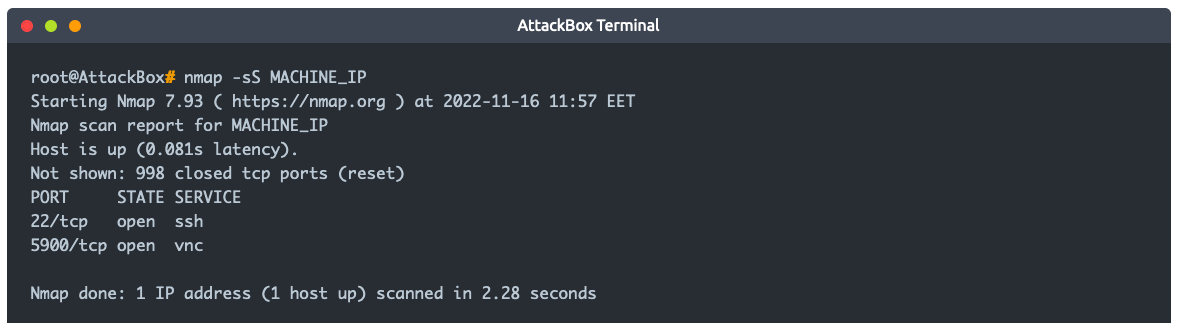 AttackBox Terminal
root@AttackBox# nmap -sS MACHINE_IP
Starting Nmap 7.93 ( https://nmap.org ) at 2022-11-16 11:57 EET
Nmap scan report for MACHINE_IP
Host is up (0.081s latency).
Not shown: 998 closed tcp ports (reset)
PORT     STATE SERVICE
22/tcp   open  ssh
5900/tcp open  vnc
Nmap done: 1 IP address (1 host up) scanned in 2.28 seconds